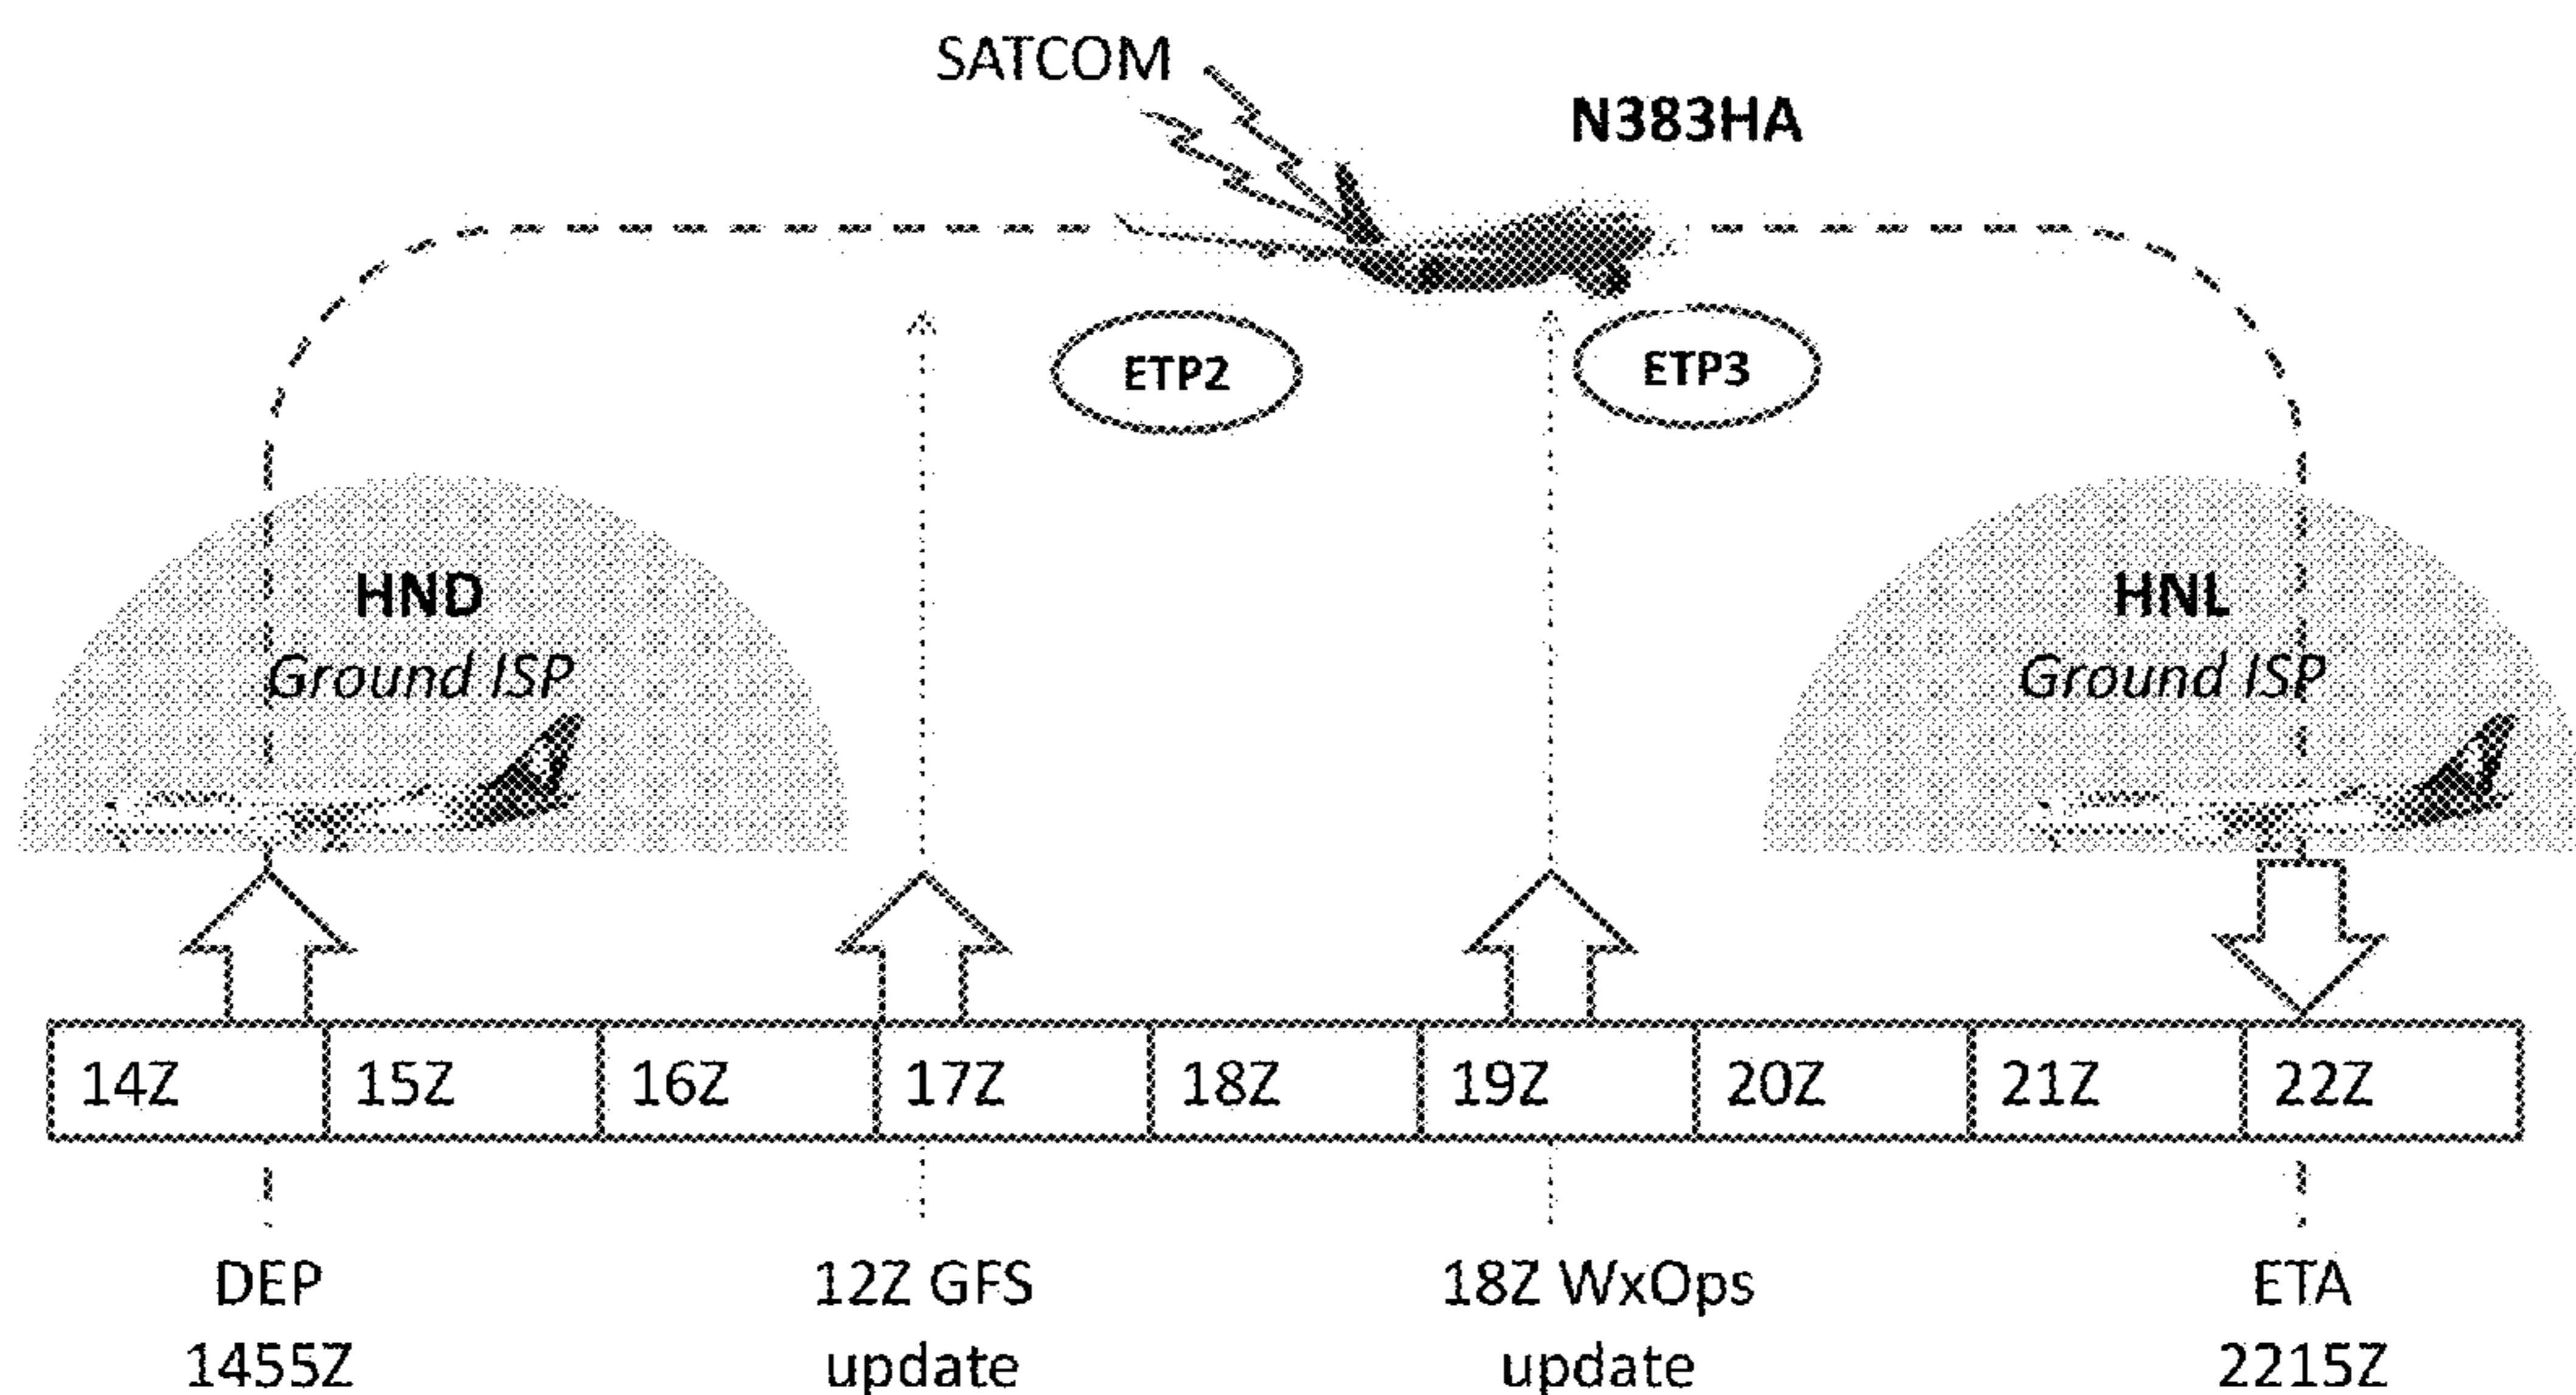 SATCOM
N383HA
ETP2
ETP3
HND
Ground ISP
HNL
Ground ISP
14Z
15Z
16Z
17Z
18Z
19Z
20Z
21Z
22Z
DEP
1455Z
12Z GFS
update
18Z WxOps
update
ETA
2215Z